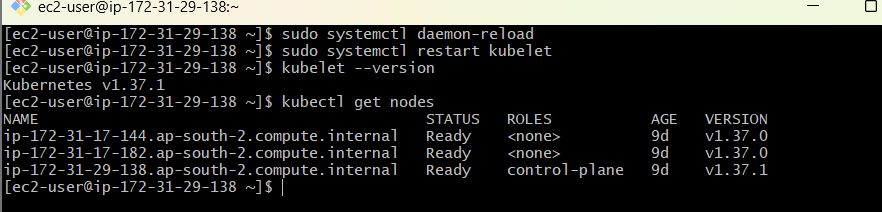 ec2-user@ip-172-31-29-138:~
[ec2-user@ip-172-31-29-138 ~]$ sudo systemctl daemon-reload
[ec2-user@ip-172-31-29-138 ~]$ sudo systemctl restart kubelet
[ec2-user@ip-172-31-29-138 ~]$ kubelet --version
Kubernetes v1.37.1
[ec2-user@ip-172-31-29-138 ~]$ kubectl get nodes
NAME STATUS ROLES AGE VERSION
ip-172-31-17-144.ap-south-2.compute.internal Ready <none> 9d v1.37.0
ip-172-31-17-182.ap-south-2.compute.internal Ready <none> 9d v1.37.0
ip-172-31-29-138.ap-south-2.compute.internal Ready control-plane 9d v1.37.1
[ec2-user@ip-172-31-29-138 ~]$